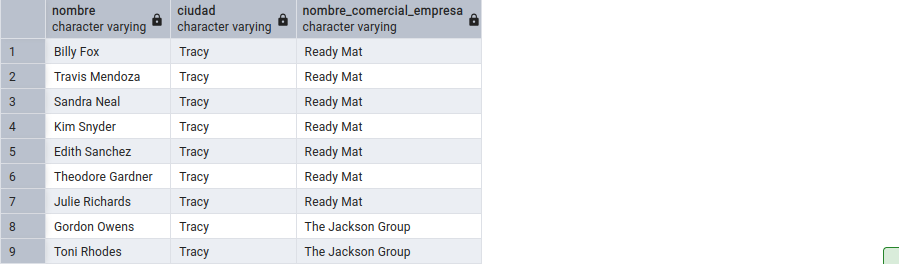 nombre ciudad nombre_comercial_empresa
character varying character varying character varying
1 Billy Fox Tracy Ready Mat
2 Travis Mendoza Tracy Ready Mat
3 Sandra Neal Tracy Ready Mat
4 Kim Snyder Tracy Ready Mat
5 Edith Sanchez Tracy Ready Mat
6 Theodore Gardner Tracy Ready Mat
7 Julie Richards Tracy Ready Mat
8 Gordon Owens Tracy The Jackson Group
9 Toni Rhodes Tracy The Jackson Group